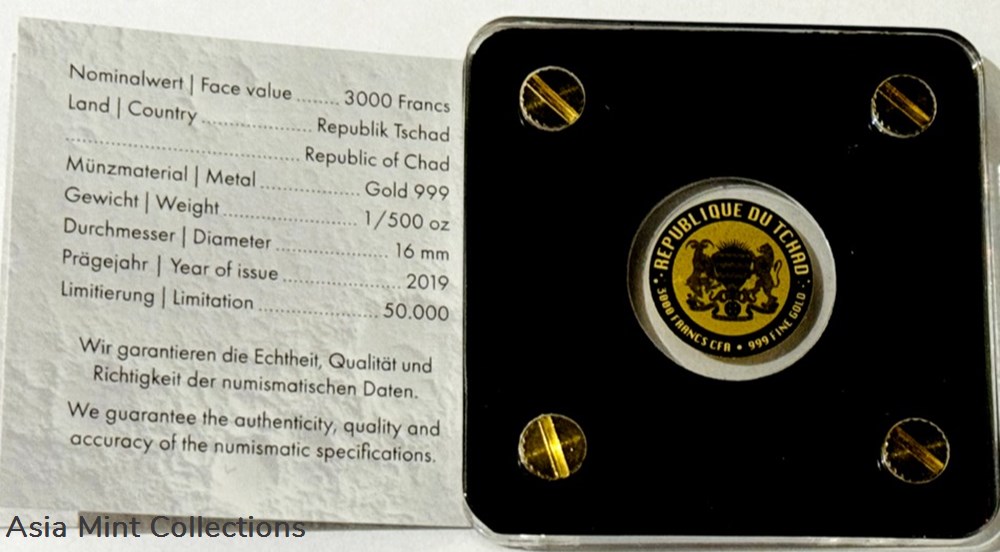 Nominalwert | Face value ........ 3000 Francs
Land | Country .................... Republik Tschad
.......................................... Republic of Chad
Münzmaterial | Metal .................. Gold 999
Gewicht | Weight ........................ 1/500 oz
Durchmesser | Diameter .................... 16 mm
Prägejahr | Year of issue ..................... 2019
Limitierung | Limitation ..................... 50.000
Wir garantieren die Echtheit, Qualität und
Richtigkeit der numismatischen Daten.
We guarantee the authenticity, quality and
accuracy of the numismatic specifications.
REPUBLIQUE DU TCHAD
3000 FRANCS CFA • 999 FINE GOLD
Asia Mint Collections